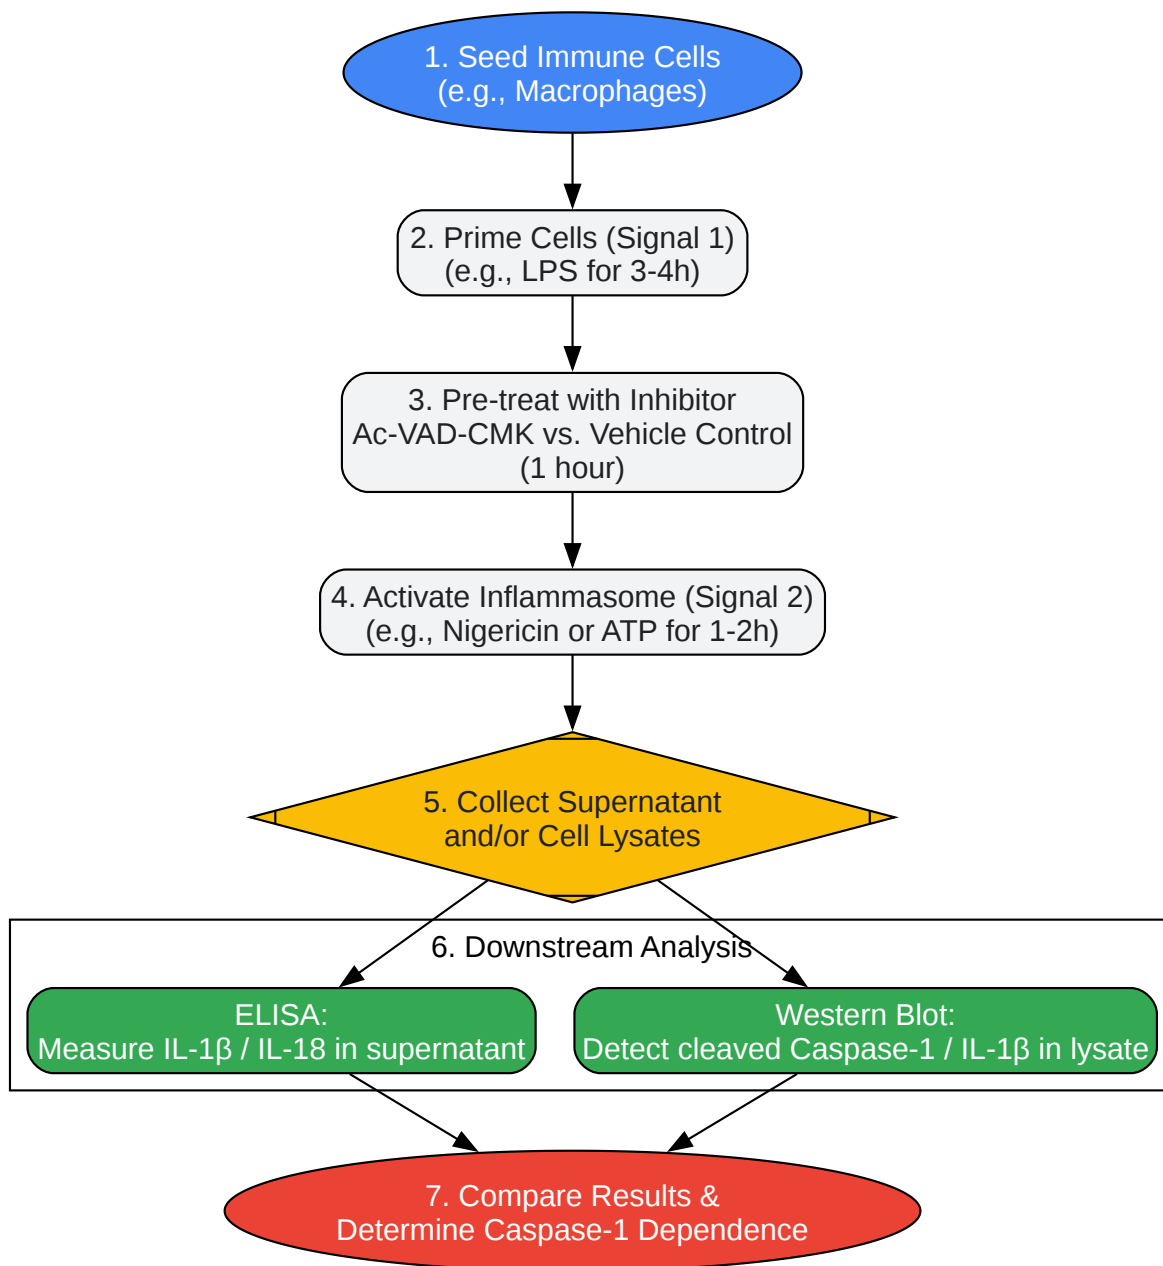 1. Seed Immune Cells
(e.g., Macrophages)
2. Prime Cells (Signal 1)
(e.g., LPS for 3-4h)
3. Pre-treat with Inhibitor
Ac-VAD-CMK vs. Vehicle Control
(1 hour)
4. Activate Inflammasome (Signal 2)
(e.g., Nigericin or ATP for 1-2h)
5. Collect Supernatant
and/or Cell Lysates
6. Downstream Analysis
ELISA:
Measure IL-1β / IL-18 in supernatant
Western Blot:
Detect cleaved Caspase-1 / IL-1β in lysate
7. Compare Results &
Determine Caspase-1 Dependence